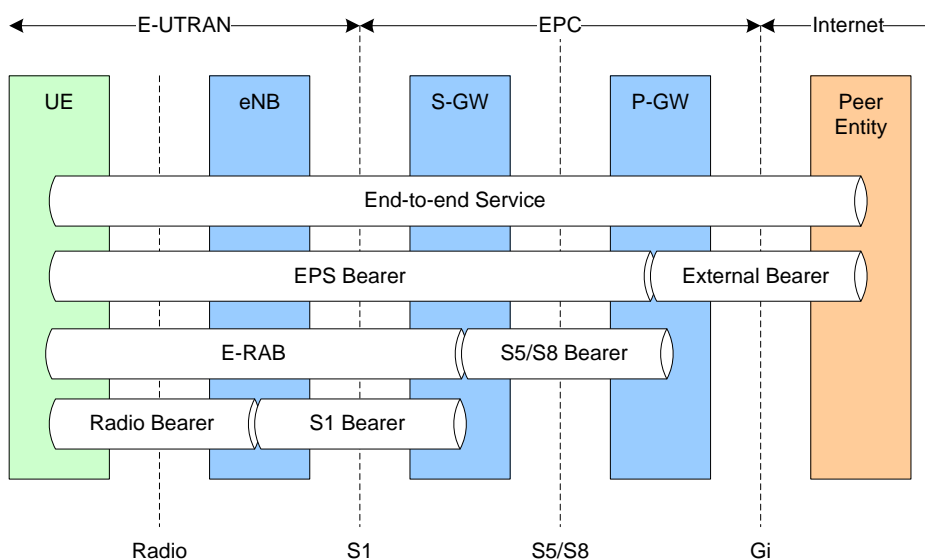 E-UTRAN EPC Internet
UE eNB S-GW P-GW Peer
Entity
End-to-end Service
EPS Bearer External Bearer
E-RAB S5/S8 Bearer
Radio Bearer S1 Bearer
Radio S1 S5/S8 Gi